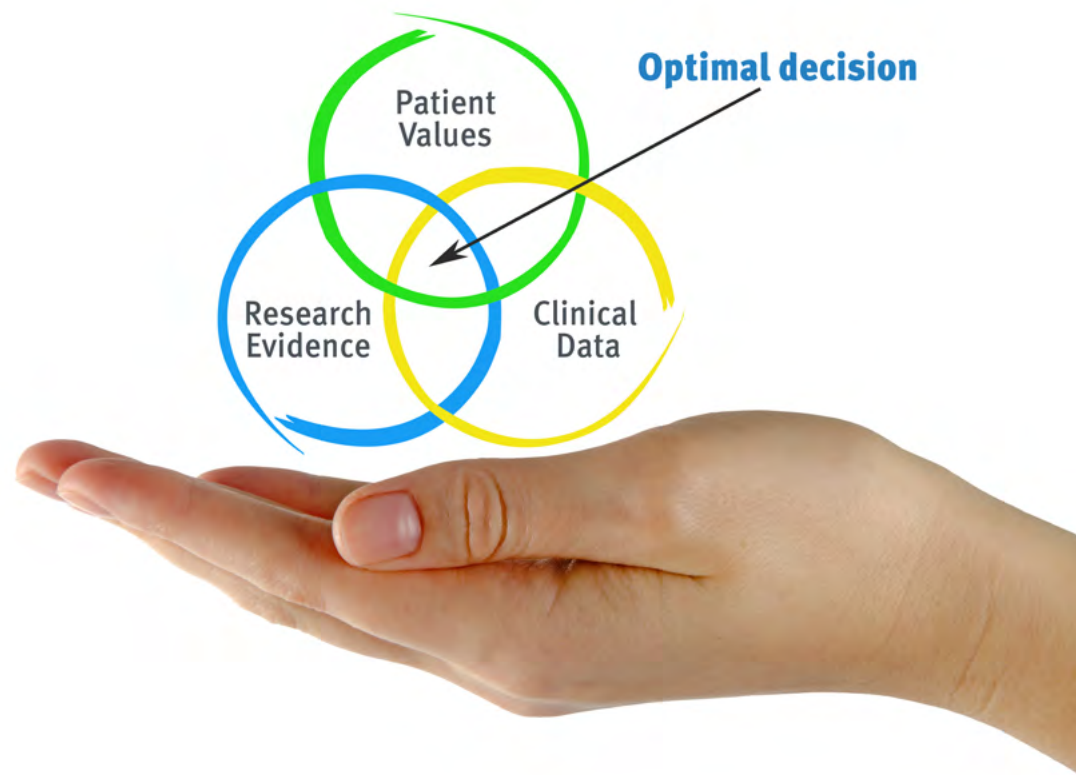 Optimal decision
Patient
Values
Research
Evidence
Clinical
Data